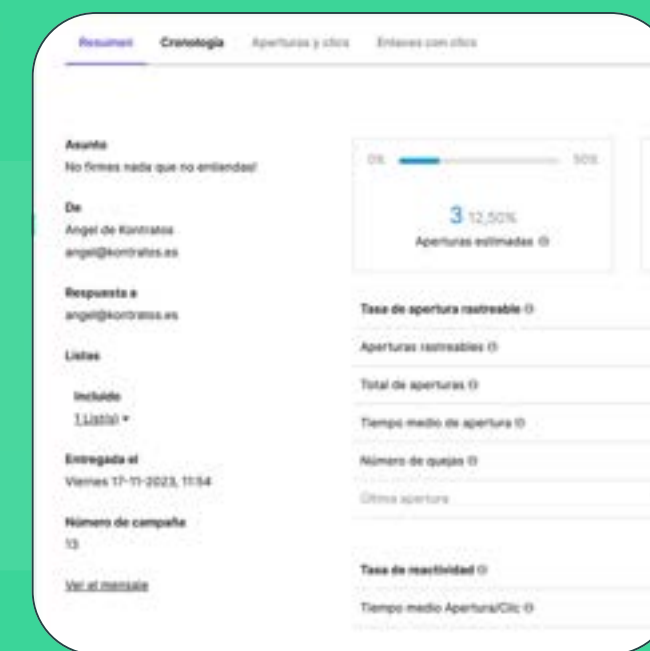 Resumen Cronología Aperturas y clics Enlaces con clics
Asunto
No firmes nada que no entiendas!
De
Angel de Kontratos
angel@kontratos.es
Respuesta a
angel@kontratos.es
Listas
Incluido
1 List(s)
Entregada el
Viernes 17-11-2023, 11:54
Número de campaña
13
Ver el mensaje
0% 50%
3 12,50%
Aperturas estimadas
Tasa de apertura rastreable
Aperturas rastreables
Total de aperturas
Tiempo medio de apertura
Número de quejas
Última apertura
Tasa de reactividad
Tiempo medio Apertura/Clic